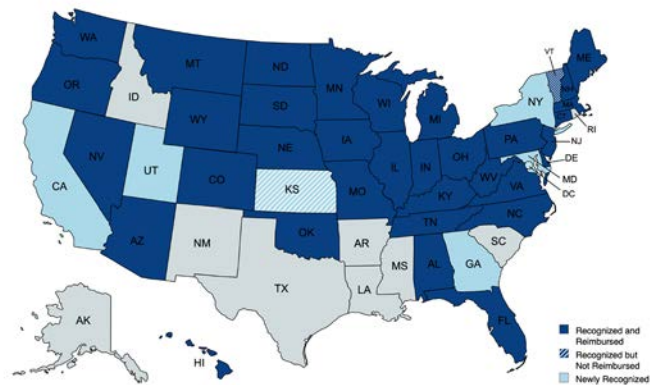 WA
MT
ND
MN
VT
ME
OR
ID
SD
WI
MI
NY
NH
MA
CT
RI
WY
IA
PA
NJ
NE
NV
UT
CO
IL
IN
OH
DE
MD
DC
CA
KS
MO
KY
WV
VA
NC
TN
AZ
NM
OK
AR
SC
MS
AL
GA
TX
LA
FL
AK
HI
Recognized and
Reimbursed
Recognized but
Not Reimbursed
Newly Recognized